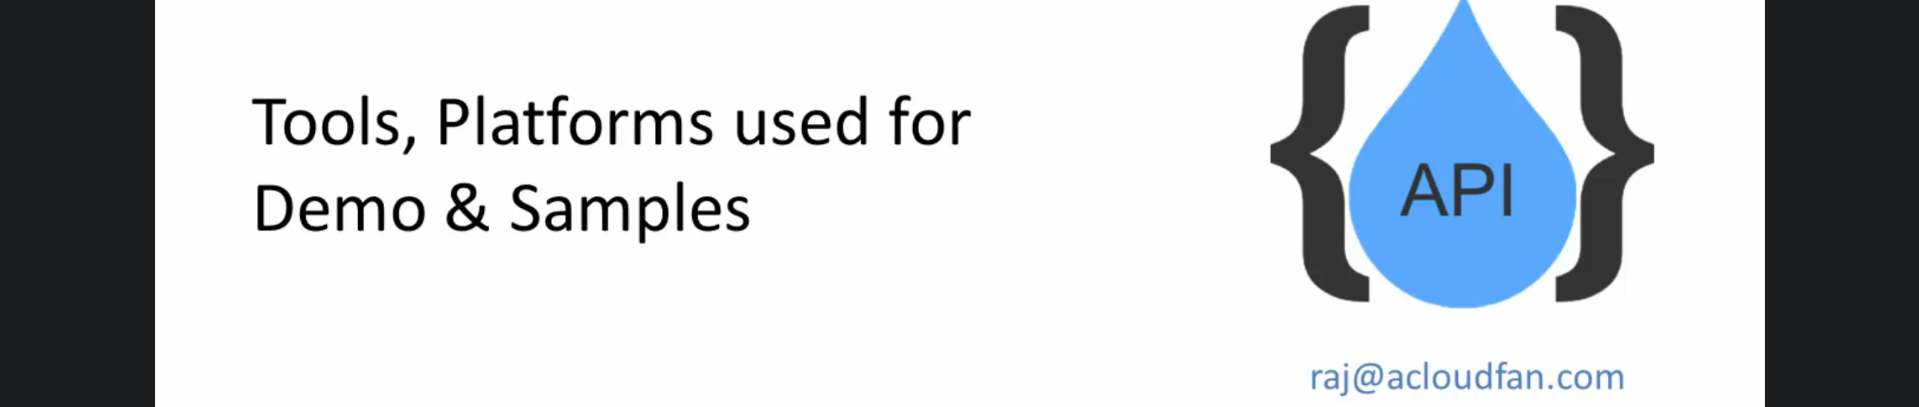 Tools, Platforms used for
Demo & Samples
API
raj@acloudfan.com